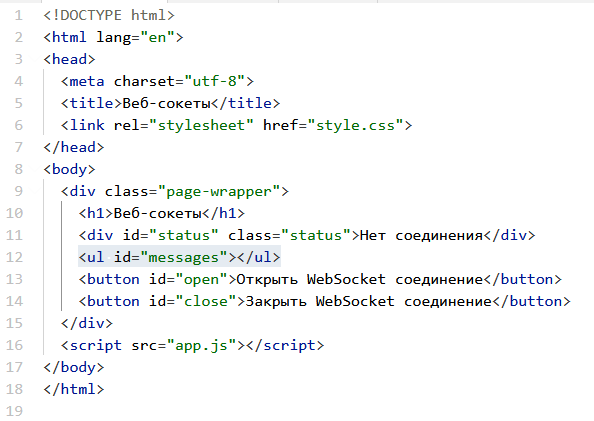 1 <!DOCTYPE html>
2 <html lang="en">
3 <head>
4 <meta charset="utf-8">
5 <title>Веб-сокеты</title>
6 <link rel="stylesheet" href="style.css">
7 </head>
8 <body>
9 <div class="page-wrapper">
10 <h1>Веб-сокеты</h1>
11 <div id="status" class="status">Нет соединения</div>
12 <ul id="messages"></ul>
13 <button id="open">Открыть WebSocket соединение</button>
14 <button id="close">Закрыть WebSocket соединение</button>
15 </div>
16 <script src="app.js"></script>
17 </body>
18 </html>
19